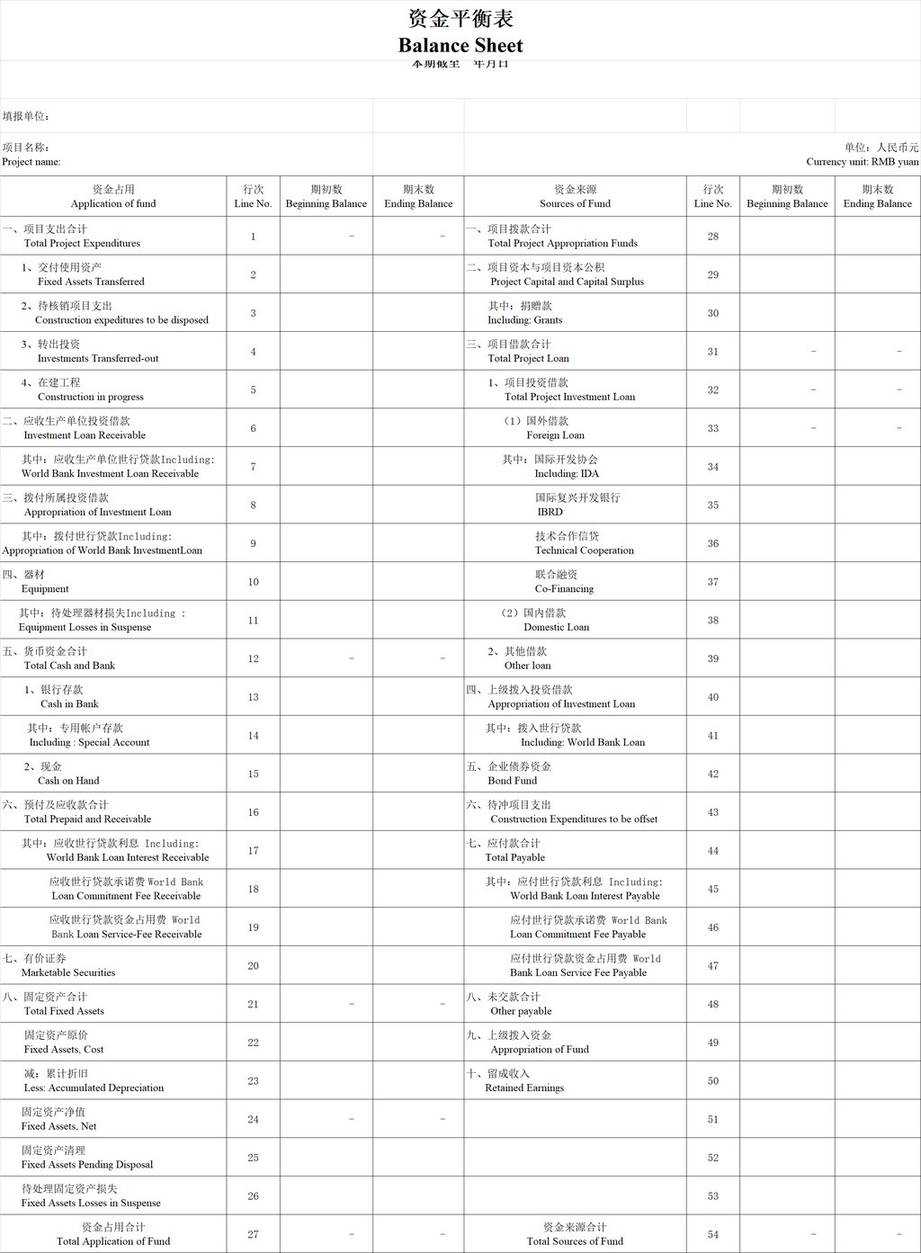 资金平衡表
Balance Sheet
本期截至 年月日
填报单位：
项目名称： 单位：人民币元
Project name: Currency unit: RMB yuan
资金占用 行次 期初数 期末数 资金来源 行次 期初数 期末数
Application of fund Line No. Beginning Balance Ending Balance Sources of Fund Line No. Beginning Balance Ending Balance
一、项目支出合计 一、项目拨款合计
Total Project Expenditures 1 － － Total Project Appropriation Funds 28
1、交付使用资产 二、项目资本与项目资本公积
Fixed Assets Transferred 2 Project Capital and Capital Surplus 29
2、待核销项目支出 其中：捐赠款
Construction expeditures to be disposed 3 Including: Grants 30
3、转出投资 三、项目借款合计
Investments Transferred-out 4 Total Project Loan 31 － －
4、在建工程 1、项目投资借款
Construction in progress 5 Total Project Investment Loan 32 － －
二、应收生产单位投资借款 （1）国外借款
Investment Loan Receivable 6 Foreign Loan 33 － －
其中：应收生产单位世行贷款Including: 其中：国际开发协会
World Bank Investment Loan Receivable 7 Including: IDA 34
三、拨付所属投资借款 国际复兴开发银行
Appropriation of Investment Loan 8 IBRD 35
其中：拨付世行贷款Including: 技术合作信贷
Appropriation of World Bank InvestmentLoan 9 Technical Cooperation 36
四、器材 联合融资
Equipment 10 Co-Financing 37
其中：待处理器材损失Including : （2）国内借款
Equipment Losses in Suspense 11 Domestic Loan 38
五、货币资金合计 2、其他借款
Total Cash and Bank 12 － － Other loan 39
1、银行存款 四、上级拨入投资借款
Cash in Bank 13 Appropriation of Investment Loan 40
其中：专用帐户存款 其中：拨入世行贷款
Including : Special Account 14 Including: World Bank Loan 41
2、现金 五、企业债券资金
Cash on Hand 15 Bond Fund 42
六、预付及应收款合计 六、待冲项目支出
Total Prepaid and Receivable 16 Construction Expenditures to be offset 43
其中：应收世行贷款利息 Including: 七、应付款合计
World Bank Loan Interest Receivable 17 Total Payable 44
应收世行贷款承诺费World Bank 其中：应付世行贷款利息 Including:
Loan Commitment Fee Receivable 18 World Bank Loan Interest Payable 45
应收世行贷款资金占用费 World 应付世行贷款承诺费 World Bank
Bank Loan Service-Fee Receivable 19 Loan Commitment Fee Payable 46
七、有价证券 应付世行贷款资金占用费 World
Marketable Securities 20 Bank Loan Service Fee Payable 47
八、固定资产合计 八、未交款合计
Total Fixed Assets 21 － － Other payable 48
固定资产原价 九、上级拨入资金
Fixed Assets, Cost 22 Appropriation of Fund 49
减：累计折旧 十、留成收入
Less: Accumulated Depreciation 23 Retained Earnings 50
固定资产净值
Fixed Assets, Net 24 － － 51
固定资产清理
Fixed Assets Pending Disposal 25 52
待处理固定资产损失
Fixed Assets Losses in Suspense 26 53
资金占用合计 资金来源合计
Total Application of Fund 27 － － Total Sources of Fund 54 － －